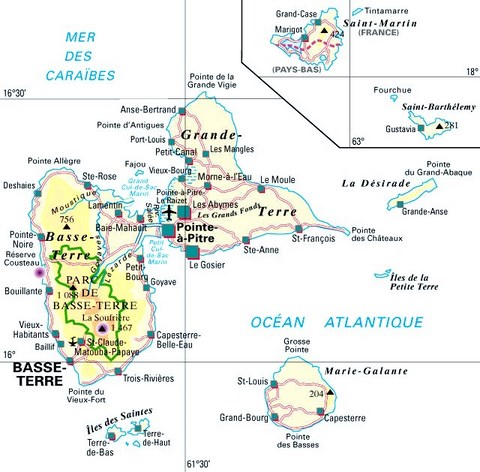 Tintamarre
Grand-Case
Saint-Martin
Marigot
424
(FRANCE)
(PAYS-BAS)
18°
Fourchue
Saint-Barthélemy
Gustavia
281
63°
MER
DES
CARAÏBES
16°30
Pointe de la
Grande Vigie
Anse-Bertrand
Pointe d'Antigues
Port-Louis
Grande-
Petit-Canal
Les Mangles
Pointe Allègre
Fajou
Vieux-Bourg
Morne-à-l'Eau
Le Moule
Ste-Rose
Grand
Cul-de-Sac
Marin
Pointe-à-Pitre
Le Raizet
Les Abymes
Les Grands Fonds
Terre
Pointe
du Grand-Abaque
La Désirade
Grande-Anse
Deshaies
Moustique
Lamentin
756
Baie-Mahault
Salée
Pointe-
à-Pitre
St-François
Pointe
des Châteaux
Ste-Anne
Pointe-
Noire
Basse-
Terre
Réserve
Cousteau
Lézarde
Petit
Cul-de-Sac
Marin
Petit-
Bourg
Le Gosier
Goyave
Îles de la
Petite Terre
Bouillante
PARC
1 088
DE
BASSE-TERRE
La Soufrière
1 467
OCÉAN ATLANTIQUE
Vieux-
Habitants
Baillif
St-Claude
Matouba-Papaye
Capesterre-
Belle-Eau
16°
BASSE-
TERRE
Trois-Rivières
Pointe du
Vieux-Fort
Grosse
Pointe
Marie-Galante
St-Louis
204
Grand-Bourg
Capesterre
Pointe
des Basses
Îles des Saintes
Terre-
de-Bas
Terre-
de-Haut
61°30